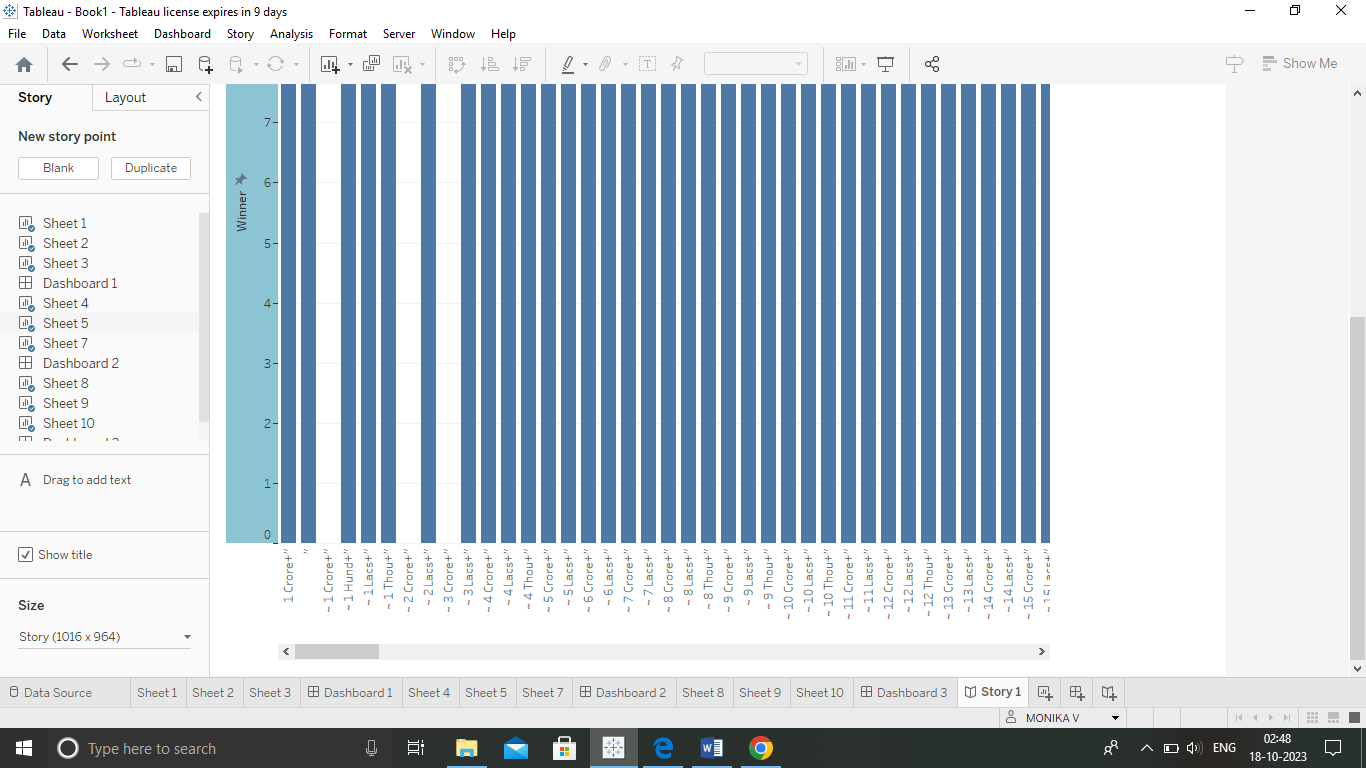 Tableau - Book1 - Tableau license expires in 9 days
File Data Worksheet Dashboard Story Analysis Format Server Window Help
Show Me
Story Layout
New story point
Blank Duplicate
Sheet 1
Sheet 2
Sheet 3
Dashboard 1
Sheet 4
Sheet 5
Sheet 7
Dashboard 2
Sheet 8
Sheet 9
Sheet 10
A Drag to add text
Show title
Size
Story (1016 x 964)
Winner
7
6
5
4
3
2
1
0
1 Crore+"
"
~ 1 Crore+"
~1 Hund+"
~ 1 Lacs+"
~ 1 Thou+"
~ 2 Crore+"
~ 2 Lacs+"
~ 3 Crore+"
~ 3 Lacs+"
~ 4 Crore+"
~ 4 Lacs+"
~ 4 Thou+"
~ 5 Crore+"
~ 5 Lacs+"
~ 6 Crore+"
~ 6 Lacs+"
~ 7 Crore+"
~ 7 Lacs+"
~ 8 Crore+"
~ 8 Lacs+"
~ 8 Thou+"
~ 9 Crore+"
~ 9 Lacs+"
~ 9 Thou+"
~ 10 Crore+"
~ 10 Lacs+"
~ 10 Thou+"
~ 11 Crore+"
~ 11 Lacs+"
~ 12 Crore+"
~ 12 Lacs+"
~ 12 Thou+"
~ 13 Crore+"
~ 13 Lacs+"
~ 14 Crore+"
~ 14 Lacs+"
~ 15 Crore+"
Data Source Sheet 1 Sheet 2 Sheet 3 Dashboard 1 Sheet 4 Sheet 5 Sheet 7 Dashboard 2 Sheet 8 Sheet 9 Sheet 10 Dashboard 3 Story 1
MONIKA V
Type here to search
ENG
02:48
18-10-2023